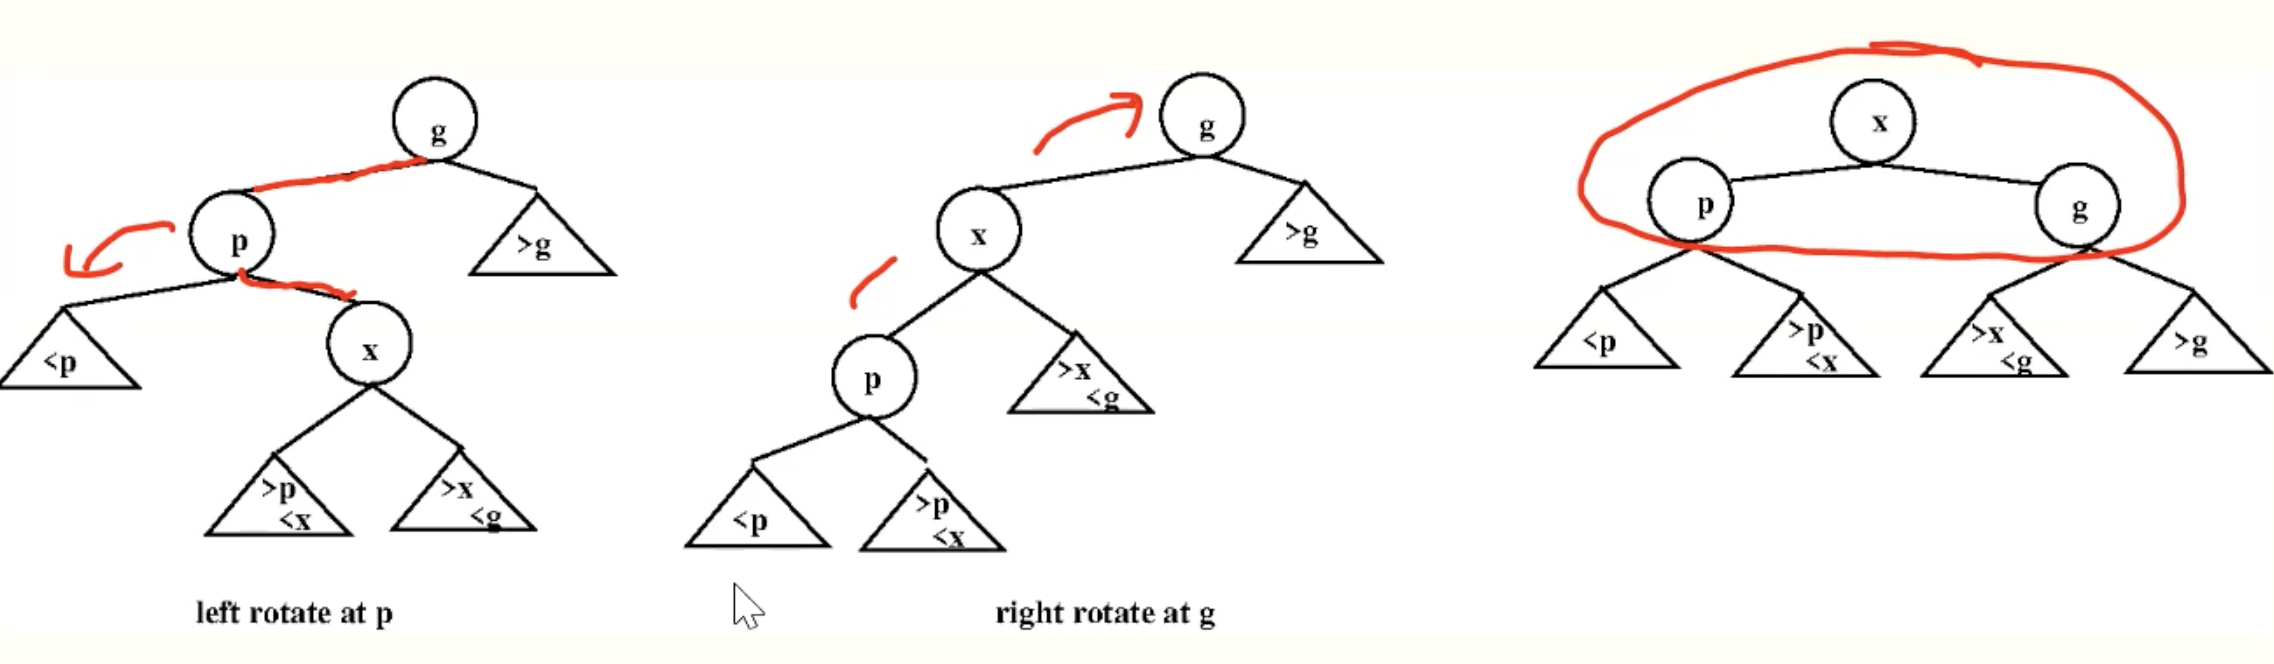 g
p
>g
<p
x
>p
<x
>x
<g
left rotate at p
g
x
>g
p
>x
<g
<p
>p
<x
right rotate at g
x
p
g
<p
>p
<x
>x
<g
>g